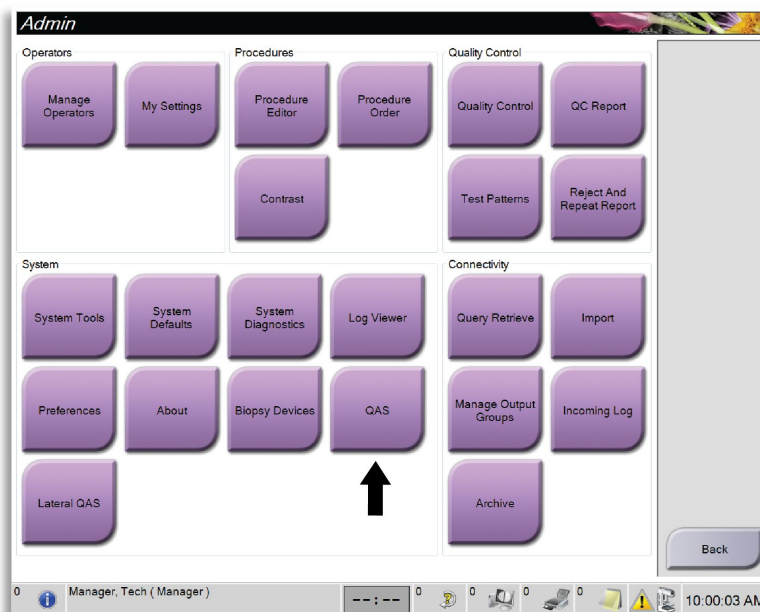 Admin
Operators
Manage
Operators
My Settings
Procedures
Procedure
Editor
Procedure
Order
Contrast
Quality Control
Quality Control
QC Report
Test Patterns
Reject And
Repeat Report
System
System Tools
System
Defaults
System
Diagnostics
Log Viewer
Preferences
About
Biopsy Devices
QAS
Lateral QAS
Connectivity
Query Retrieve
Import
Manage Output
Groups
Incoming Log
Archive
Back
0 Manager, Tech ( Manager ) --:-- 0 0 0 10:00:03 AM